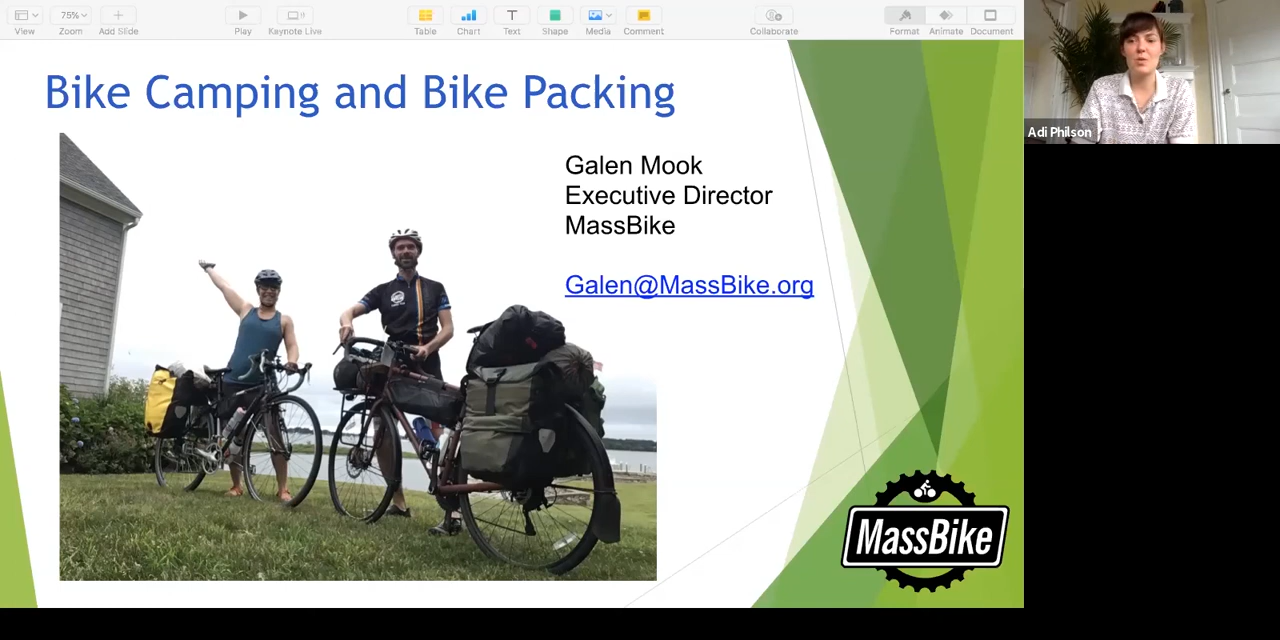 75%
View
Zoom
Add Slide
Play
Keynote Live
Table
Chart
Text
Shape
Media
Comment
Collaborate
Format
Animate
Document
Bike Camping and Bike Packing
Galen Mook
Executive Director
MassBike
Galen@MassBike.org
MassBike
Adi Philson